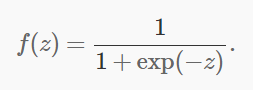 f(z) = 1 / (1 + exp(−z)).